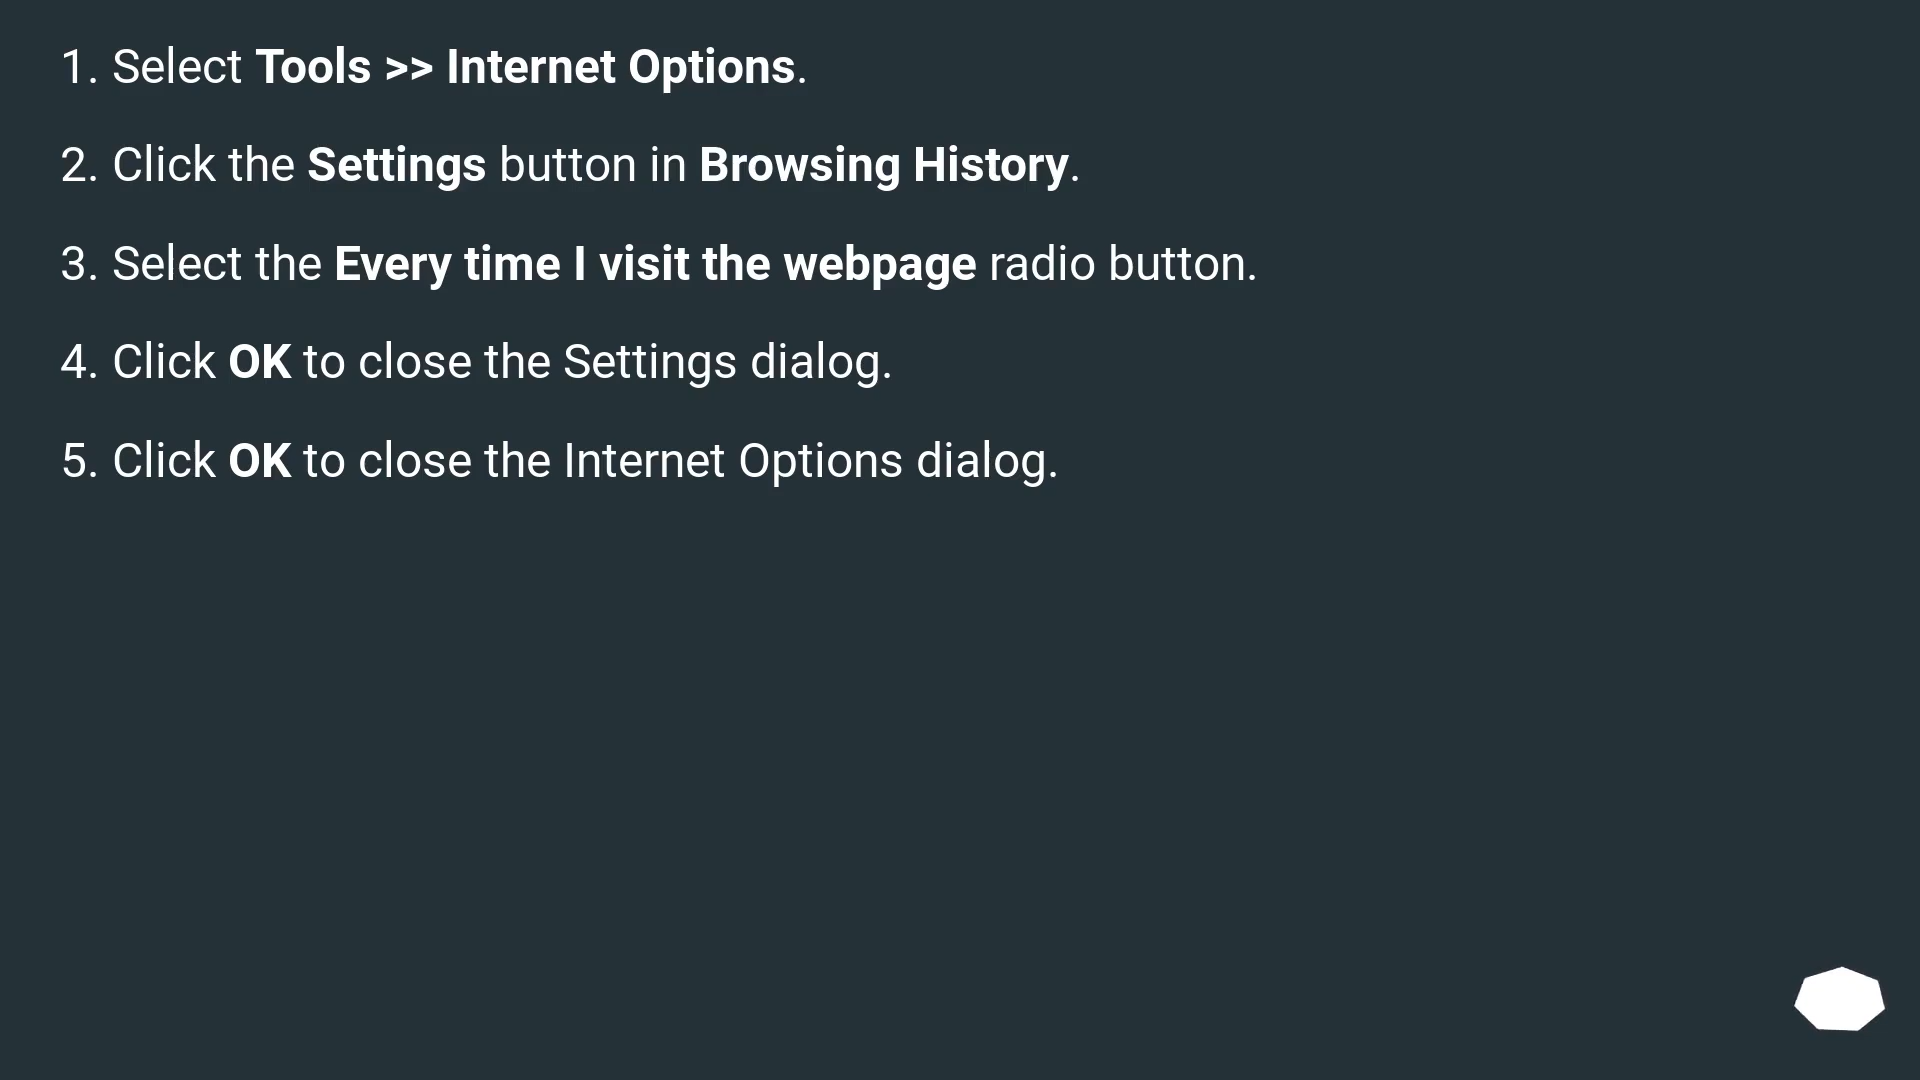 1. Select Tools >> Internet Options.
2. Click the Settings button in Browsing History.
3. Select the Every time I visit the webpage radio button.
4. Click OK to close the Settings dialog.
5. Click OK to close the Internet Options dialog.